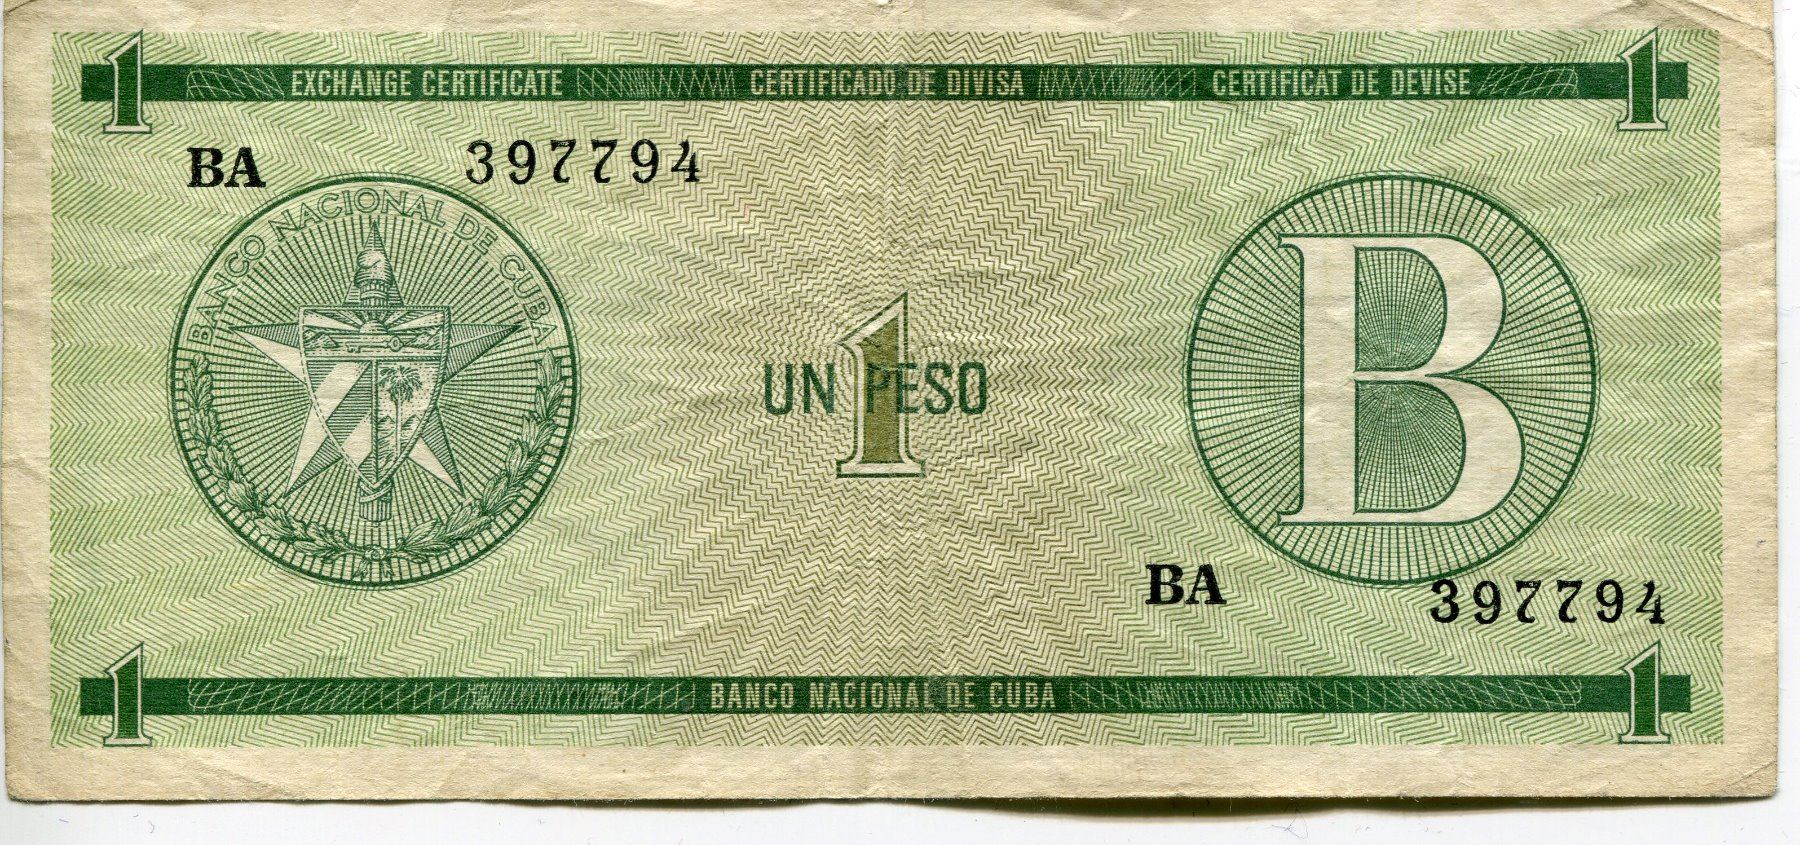 1 1
EXCHANGE CERTIFICATE CERTIFICADO DE DIVISA CERTIFICAT DE DEVISE
BA 397794
BANCO NACIONAL DE CUBA
B
1
UN PESO
BA 397794
1 1
BANCO NACIONAL DE CUBA